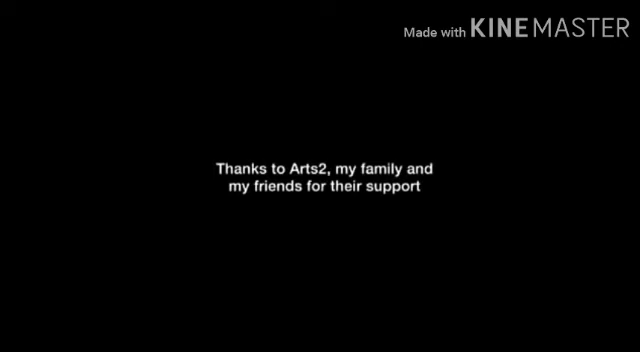 Made with KINEMASTER
Thanks to Arts2, my family and
my friends for their support